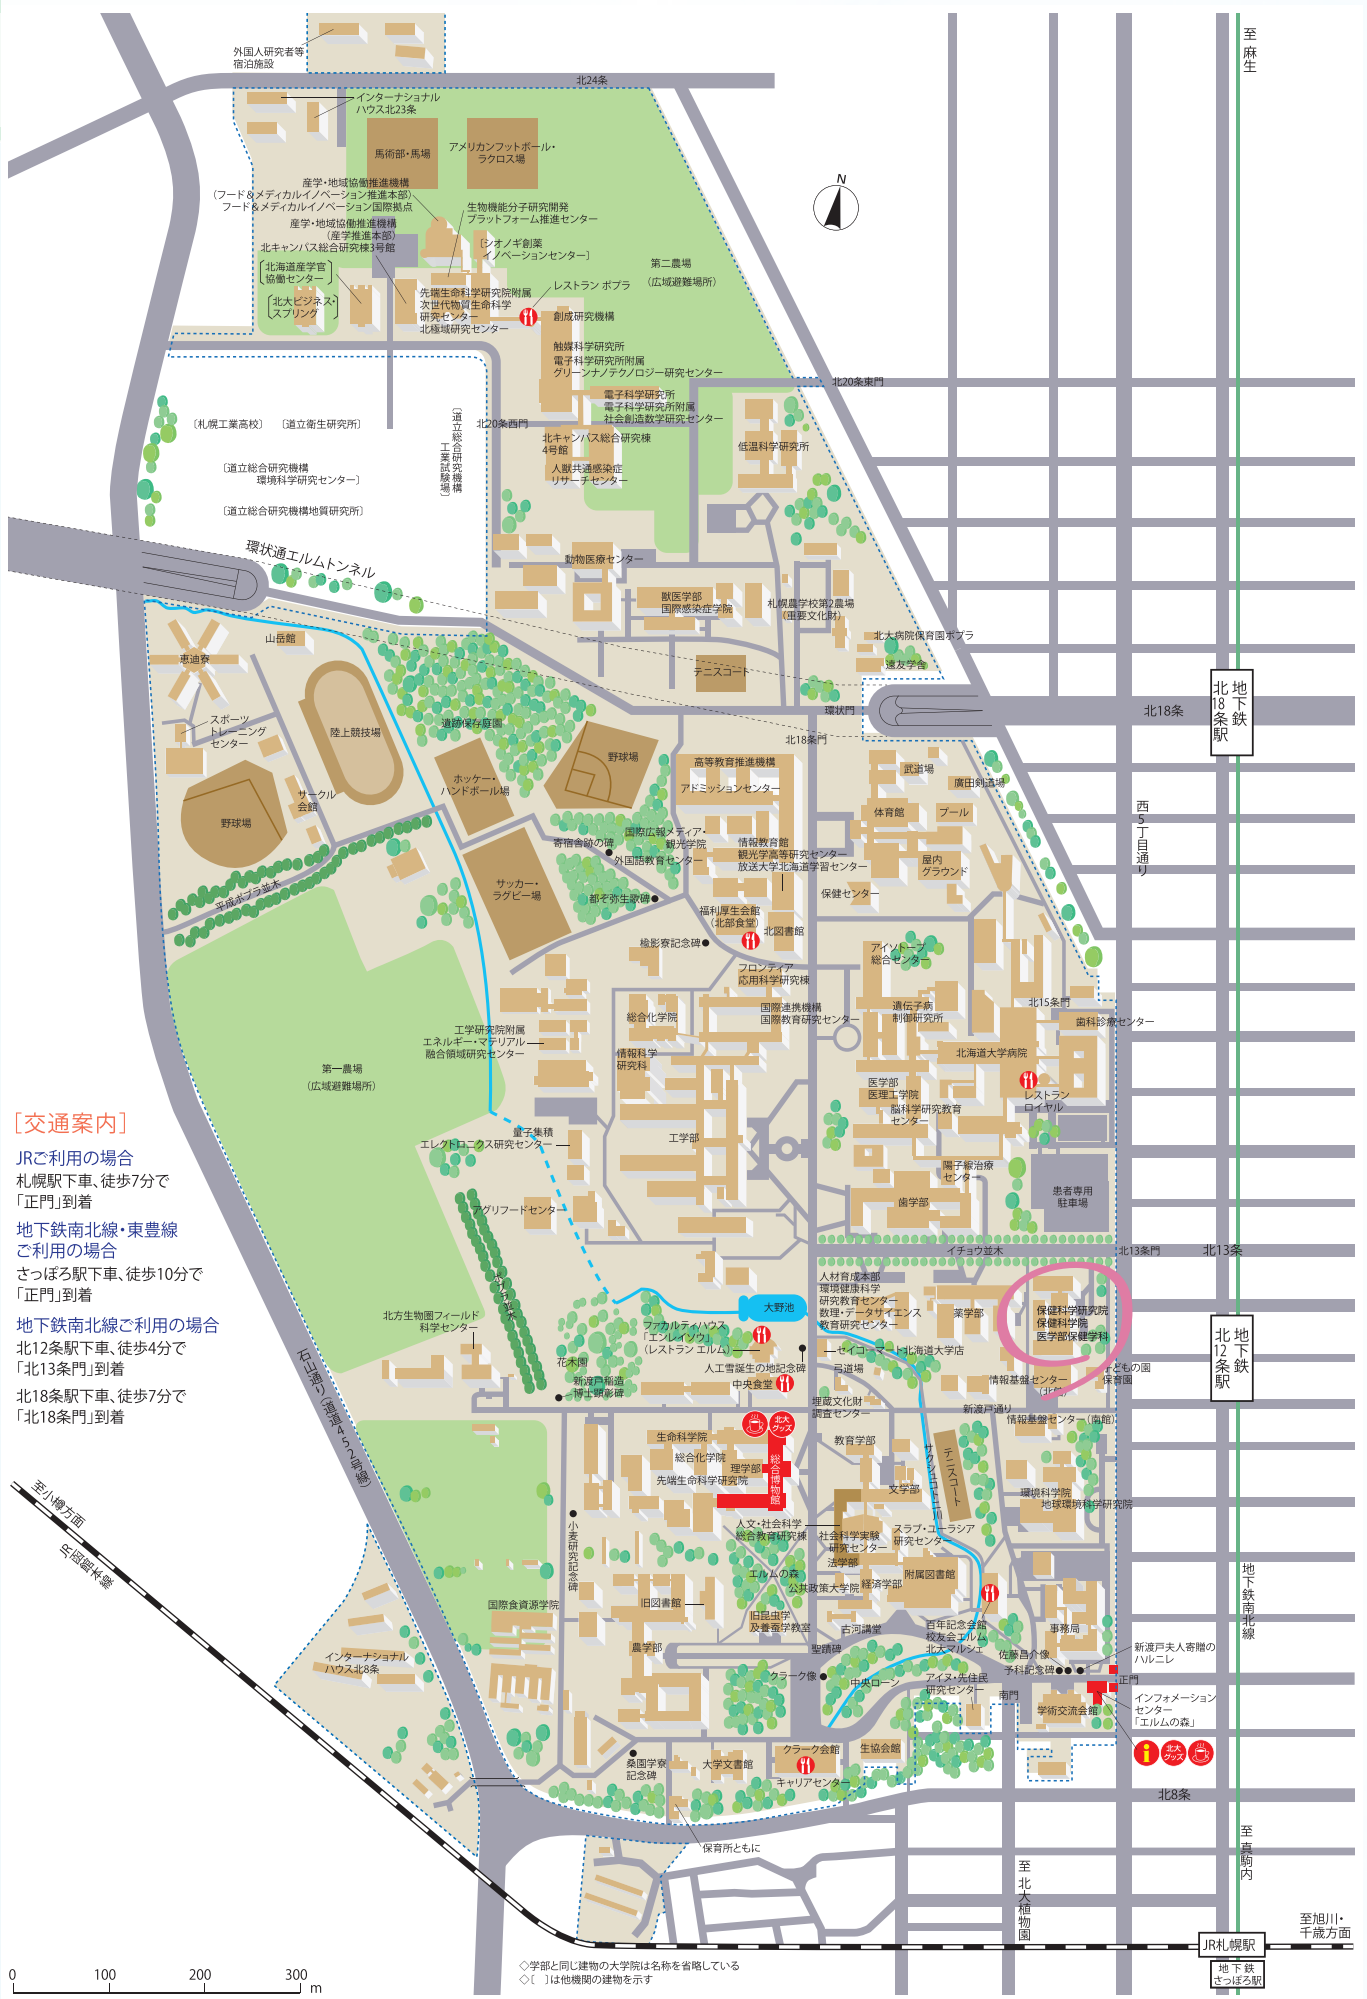 外国人研究者等
宿泊施設
北24条
至 麻生
インターナショナル
ハウス北23条
馬術部・馬場
アメリカンフットボール・
ラクロス場
N
産学・地域協働推進機構
(フード&メディカルイノベーション推進本部)
フード&メディカルイノベーション国際拠点
生物機能分子研究開発
プラットフォーム推進センター
産学・地域協働推進機構
(産学推進本部)
北キャンパス総合研究棟3号館
〔シオノギ創薬
イノベーションセンター〕
第二農場
(広域避難場所)
〔北海道産学官
協働センター〕
〔北大ビジネス・
スプリング〕
先端生命科学研究院附属
次世代物質生命科学
研究センター
北極域研究センター
レストラン ポプラ
創成研究機構
触媒科学研究所
電子科学研究所附属
グリーンナノテクノロジー研究センター
北20条東門
電子科学研究所
電子科学研究所附属
社会創造数学研究センター
〔札幌工業高校〕
〔道立衛生研究所〕
〔道立総合研究機構
工業試験場〕
北20条西門
北キャンパス総合研究棟
4号館
低温科学研究所
〔道立総合研究機構
環境科学研究センター〕
人獣共通感染症
リサーチセンター
〔道立総合研究機構地質研究所〕
環状通エルムトンネル
動物医療センター
獣医学部
国際感染症学院
札幌農学校第2農場
(重要文化財)
山岳館
恵迪寮
北大病院保育園ポプラ
遠友学舎
テニスコート
地下鉄
北18条駅
環状門
北18条
スポーツ
トレーニング
センター
陸上競技場
遺跡保存庭園
北18条門
野球場
高等教育推進機構
武道場
廣田剣道場
ホッケー・
ハンドボール場
アドミッションセンター
サークル
会館
野球場
体育館
プール
西5丁目通り
国際広報メディア・
観光学院
寄宿舎跡の碑
情報教育館
観光学高等研究センター
放送大学北海道学習センター
外国語教育センター
屋内
グラウンド
サッカー・
ラグビー場
平成ポプラ並木
都ぞ弥生歌碑
保健センター
福利厚生会館
(北部食堂)
北図書館
楡影寮記念碑
アイソトープ
総合センター
フロンティア
応用科学研究棟
国際連携機構
国際教育研究センター
遺伝子病
制御研究所
北15条門
歯科診療センター
総合化学院
工学研究院附属
エネルギー・マテリアル
融合領域研究センター
情報科学
研究科
北海道大学病院
第一農場
(広域避難場所)
医学部
医理工学院
レストラン
ロイヤル
脳科学研究教育
センター
[交通案内]
JRご利用の場合
札幌駅下車、徒歩7分で
「正門」到着
地下鉄南北線・東豊線
ご利用の場合
さっぽろ駅下車、徒歩10分で
「正門」到着
地下鉄南北線ご利用の場合
北12条駅下車、徒歩4分で
「北13条門」到着
北18条駅下車、徒歩7分で
「北18条門」到着
量子集積
エレクトロニクス研究センター
工学部
陽子線治療
センター
患者専用
駐車場
歯学部
アグリフードセンター
イチョウ並木
北13条門
北13条
ポプラ並木
人材育成本部
環境健康科学
研究教育センター
数理・データサイエンス
教育研究センター
薬学部
保健科学研究院
保健科学院
医学部保健学科
大野池
北方生物圏フィールド
科学センター
ファカルティハウス
「エンレイソウ」
(レストラン エルム)
セイコーマート北海道大学店
地下鉄
北12条駅
花木園
人工雪誕生の地記念碑
弓道場
中央食堂
情報基盤センター
(北館)
子どもの園
保育園
新渡戸稲造
博士顕彰碑
埋蔵文化財
調査センター
新渡戸通り
情報基盤センター(南館)
石山通り(道道452号線)
北大
グッズ
生命科学院
総合化学院
理学部
先端生命科学研究院
総合博物館
教育学部
サクシュコトニ川
テニスコート
文学部
環境科学院
地球環境科学研究院
至小樽方面
JR函館本線
小麦研究記念碑
人文・社会科学
総合教育研究棟
社会科学実験
研究センター
スラブ・ユーラシア
研究センター
法学部
エルムの森
公共政策大学院
経済学部
附属図書館
地下鉄南北線
国際食資源学院
旧図書館
旧昆虫学
及養蚕学教室
古河講堂
百年記念会館
校友会エルム
北大マルシェ
事務局
農学部
聖蹟碑
佐藤昌介像
予科記念碑
新渡戸夫人寄贈の
ハルニレ
インターナショナル
ハウス北8条
クラーク像
中央ローン
アイヌ・先住民
研究センター
南門
正門
学術交流会館
インフォメーション
センター
「エルムの森」
桑園学寮
記念碑
大学文書館
クラーク会館
キャリアセンター
生協会館
北大
グッズ
北8条
保育所ともに
至 真駒内
至 北大植物園
至旭川・
千歳方面
JR札幌駅
地下鉄
さっぽろ駅
◇学部と同じ建物の大学院は名称を省略している
◇〔 〕は他機関の建物を示す
0 100 200 300 m